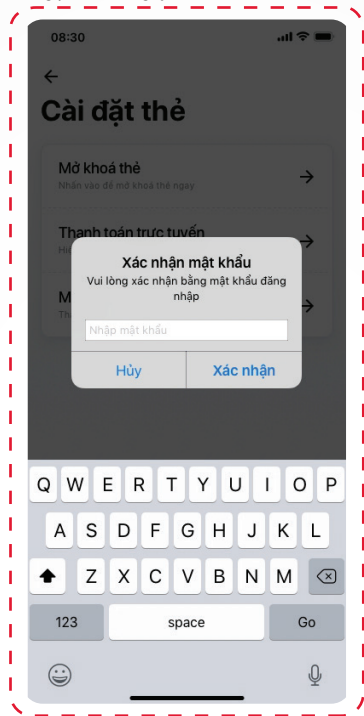 08:30
Cài đặt thẻ
Mở khoá thẻ
Nhấn vào để mở khoá thẻ ngay
Thanh toán trực tuyến
Xác nhận mật khẩu
Vui lòng xác nhận bằng mật khẩu đăng
nhập
Nhập mật khẩu
Hủy
Xác nhận
Q W E R T Y U I O P
A S D F G H J K L
Z X C V B N M
123 space Go